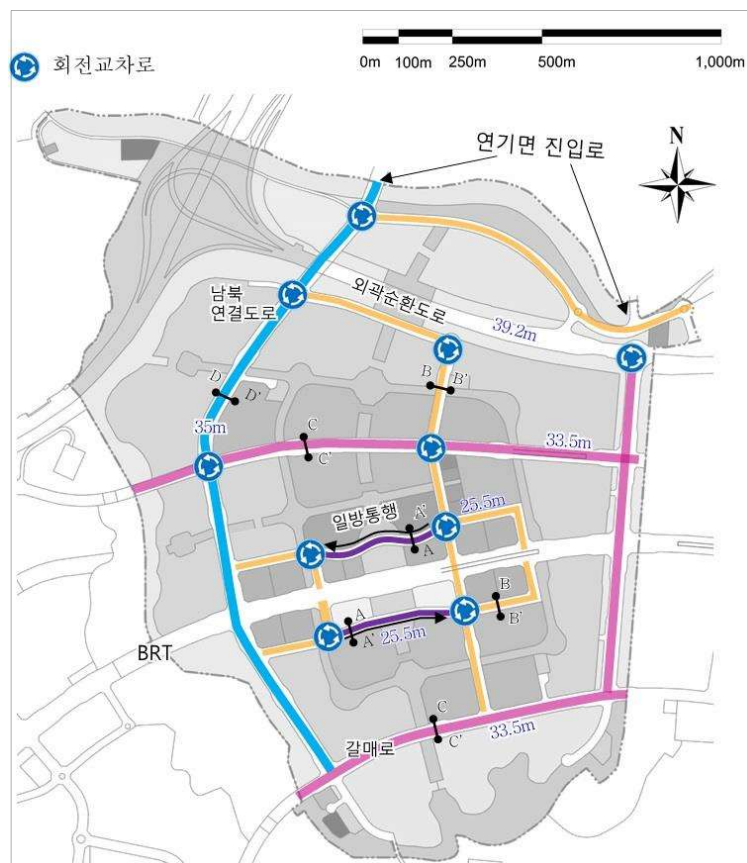 회전교차로
0m 100m 250m 500m 1,000m
연기면 진입로
N
남북
연결도로
외곽순환도로
39.2m
B B'
D D'
35m
C
C'
33.5m
일방통행
A'
A
25.5m
A
A'
25.5m
B
B'
BRT
C
C'
갈매로
33.5m